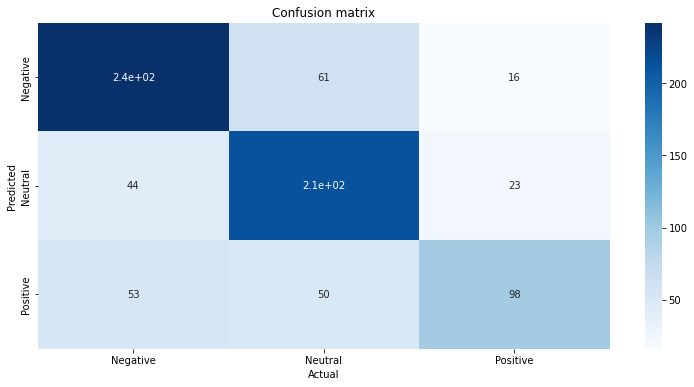 Confusion matrix
Predicted
Negative
2.4e+02
61
16
Neutral
44
2.1e+02
23
Positive
53
50
98
Negative
Neutral
Positive
Actual
200
150
100
50